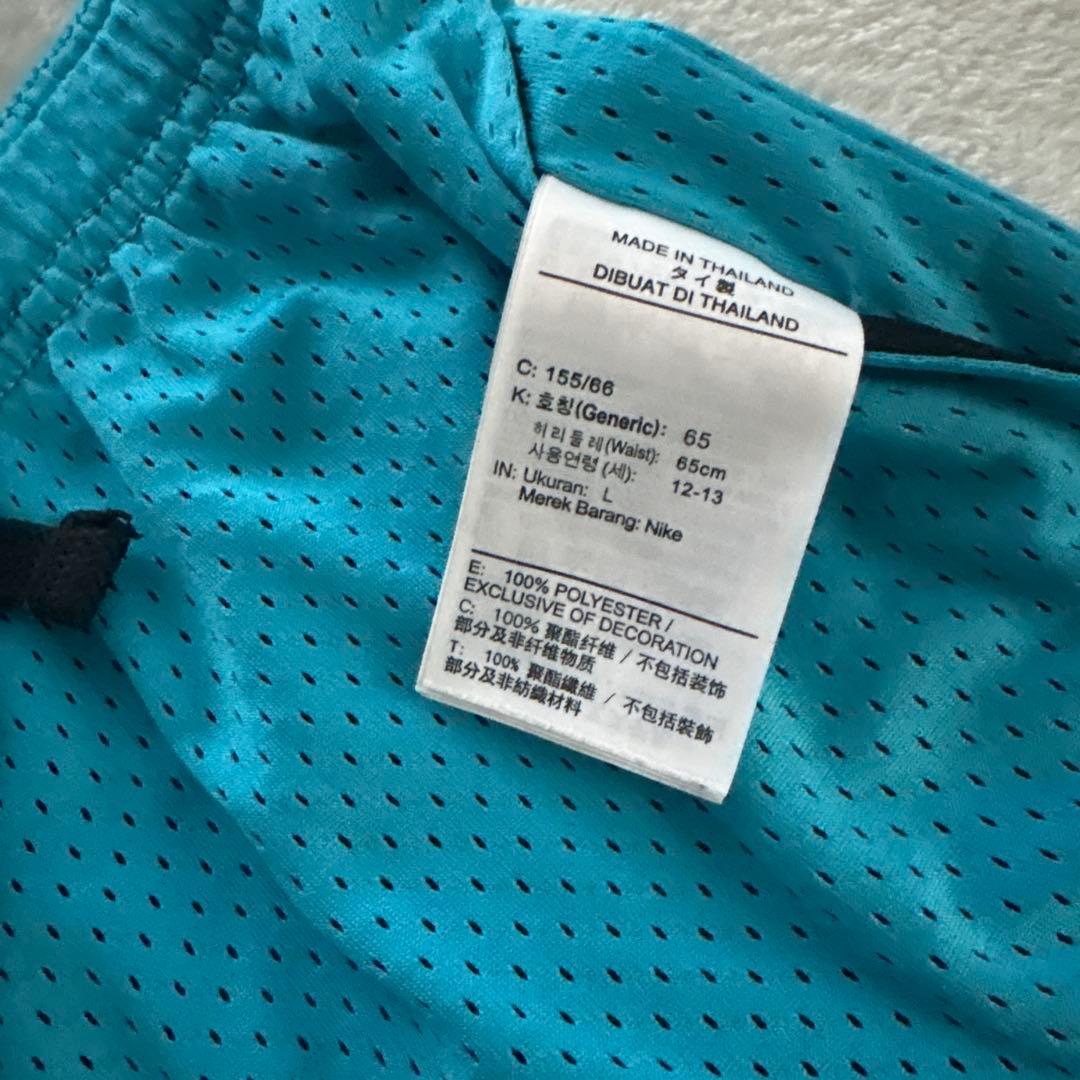 MADE IN THAILAND
タイ製
DIBUAT DI THAILAND
C: 155/66
K: 호칭(Generic): 65
허리둘레(Waist): 65cm
사용연령(세): 12-13
IN: Ukuran: L
Merek Barang: Nike
E: 100% POLYESTER /
EXCLUSIVE OF DECORATION
C: 100% 聚酯纤维 / 不包括装饰
部分及非纤维物质
T: 100% 聚酯纖維 / 不包括裝飾
部分及非紡織材料